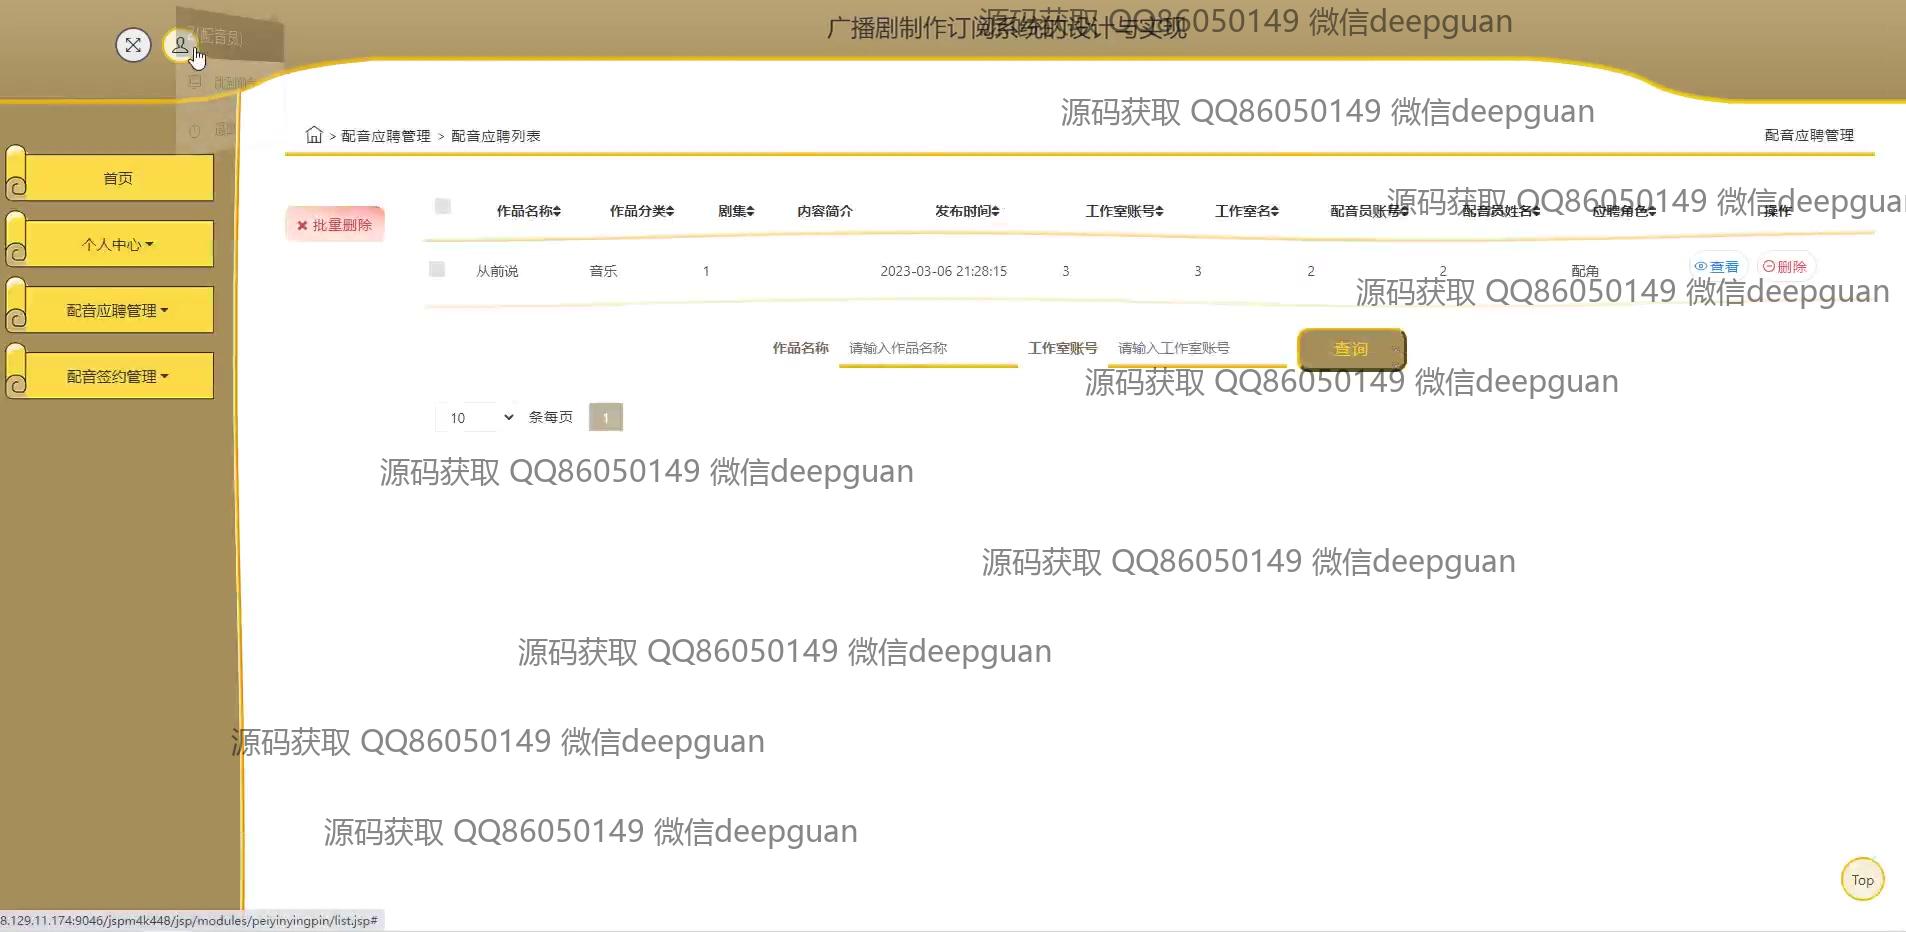 广播剧制作订阅系统的设计与实现
源码获取 QQ86050149 微信deepguan
2(配音员)
源码获取 QQ86050149 微信deepguan
> 配音应聘管理 > 配音应聘列表
配音应聘管理
首页
个人中心
配音应聘管理
配音签约管理
批量删除
作品名称 作品分类 剧集 内容简介 发布时间 工作室账号 工作室名 配音员账号 配音员姓名 应聘角色 操作
源码获取 QQ86050149 微信deepguan
从前说 音乐 1 2023-03-06 21:28:15 3 3 2 2 配角 查看 删除
源码获取 QQ86050149 微信deepguan
作品名称 请输入作品名称 工作室账号 请输入工作室账号 查询
源码获取 QQ86050149 微信deepguan
10 条每页 1
源码获取 QQ86050149 微信deepguan
源码获取 QQ86050149 微信deepguan
源码获取 QQ86050149 微信deepguan
源码获取 QQ86050149 微信deepguan
源码获取 QQ86050149 微信deepguan
Top
8.129.11.174:9046/jspm4k448/jsp/modules/peiyinyingpin/list.jsp#